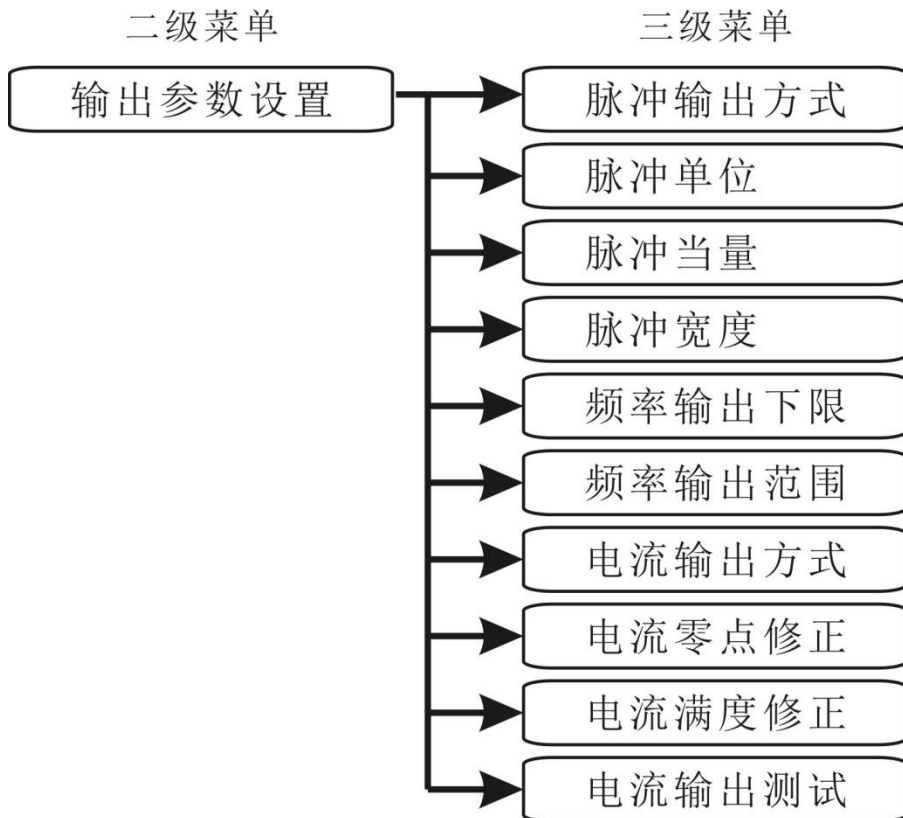 二级菜单
三级菜单
输出参数设置
脉冲输出方式
脉冲单位
脉冲当量
脉冲宽度
频率输出下限
频率输出范围
电流输出方式
电流零点修正
电流满度修正
电流输出测试